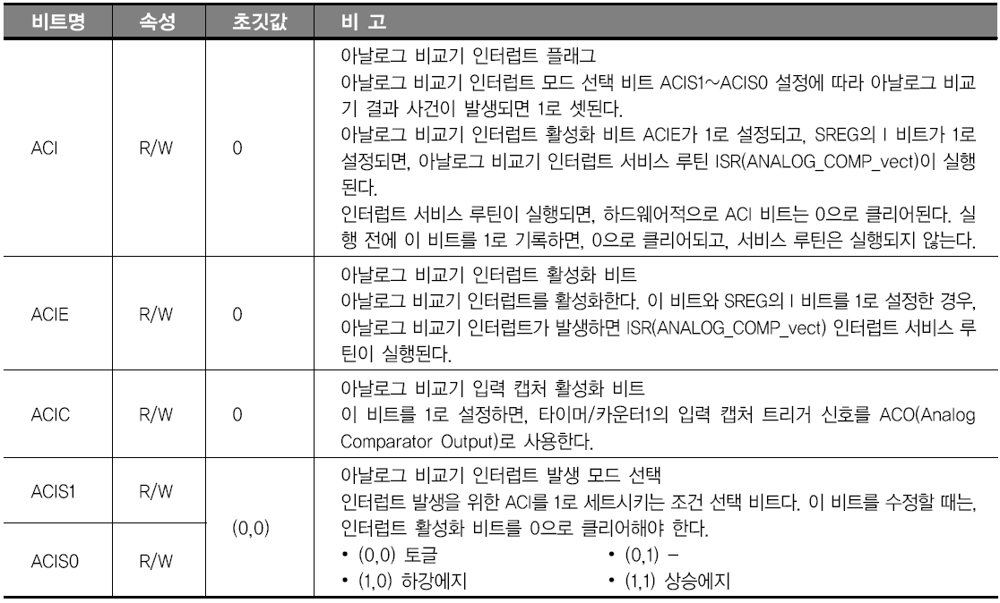 비트명 속성 초깃값 비 고
아날로그 비교기 인터럽트 플래그
아날로그 비교기 인터럽트 모드 선택 비트 ACIS1~ACIS0 설정에 따라 아날로그 비교
기 결과 사건이 발생되면 1로 셋된다.
아날로그 비교기 인터럽트 활성화 비트 ACIE가 1로 설정되고, SREG의 I 비트가 1로
ACI R/W 0
설정되면, 아날로그 비교기 인터럽트 서비스 루틴 ISR(ANALOG_COMP_vect)이 실행
된다.
인터럽트 서비스 루틴이 실행되면, 하드웨어적으로 ACI 비트는 0으로 클리어된다. 실
행 전에 이 비트를 1로 기록하면, 0으로 클리어되고, 서비스 루틴은 실행되지 않는다.
아날로그 비교기 인터럽트 활성화 비트
아날로그 비교기 인터럽트를 활성화한다. 이 비트와 SREG의 I 비트를 1로 설정한 경우,
ACIE R/W 0
아날로그 비교기 인터럽트가 발생하면 ISR(ANALOG_COMP_vect) 인터럽트 서비스 루
틴이 실행된다.
아날로그 비교기 입력 캡처 활성화 비트
ACIC R/W 0
이 비트를 1로 설정하면, 타이머/카운터1의 입력 캡처 트리거 신호를 ACO(Analog
Comparator Output)로 사용한다.
아날로그 비교기 인터럽트 발생 모드 선택
ACIS1 R/W
인터럽트 발생을 위한 ACI를 1로 세트시키는 조건 선택 비트다. 이 비트를 수정할 때는,
(0,0)
인터럽트 활성화 비트를 0으로 클리어해야 한다.
ACIS0 R/W
• (0,0) 토글 • (0,1) –
• (1,0) 하강에지 • (1,1) 상승에지